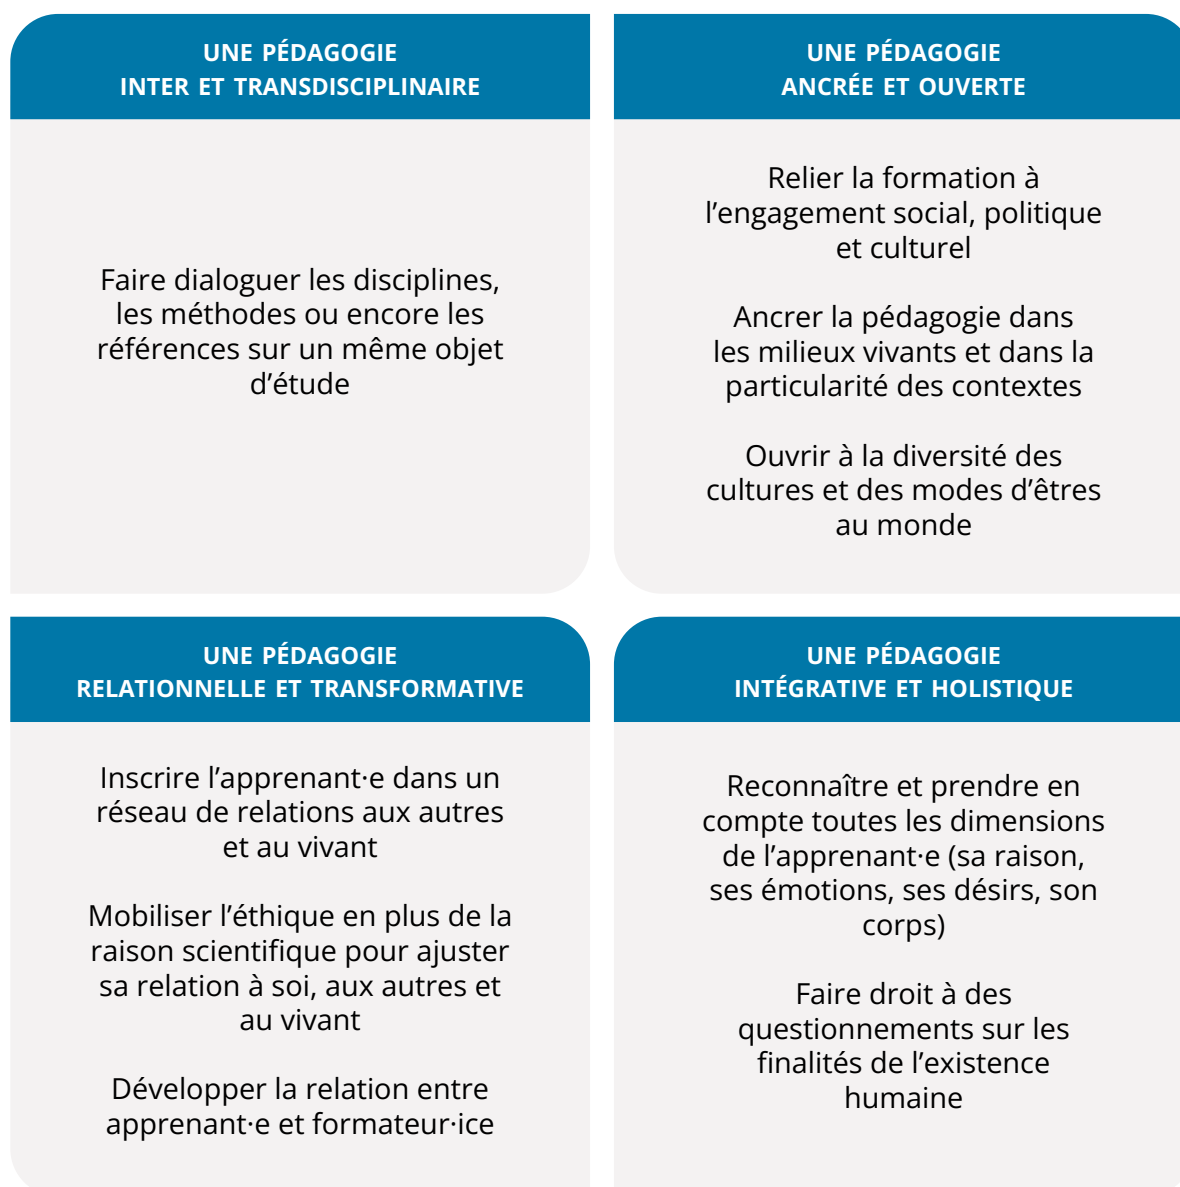 UNE PÉDAGOGIE
INTER ET TRANSDISCIPLINAIRE
Faire dialoguer les disciplines,
les méthodes ou encore les
références sur un même objet
d’étude
UNE PÉDAGOGIE
ANCRÉE ET OUVERTE
Relier la formation à
l’engagement social, politique
et culturel
Ancrer la pédagogie dans
les milieux vivants et dans la
particularité des contextes
Ouvrir à la diversité des
cultures et des modes d’êtres
au monde
UNE PÉDAGOGIE
RELATIONNELLE ET TRANSFORMATIVE
Inscrire l’apprenant·e dans un
réseau de relations aux autres
et au vivant
Mobiliser l’éthique en plus de la
raison scientifique pour ajuster
sa relation à soi, aux autres et
au vivant
Développer la relation entre
apprenant·e et formateur·ice
UNE PÉDAGOGIE
INTÉGRATIVE ET HOLISTIQUE
Reconnaître et prendre en
compte toutes les dimensions
de l’apprenant·e (sa raison,
ses émotions, ses désirs, son
corps)
Faire droit à des
questionnements sur les
finalités de l’existence
humaine